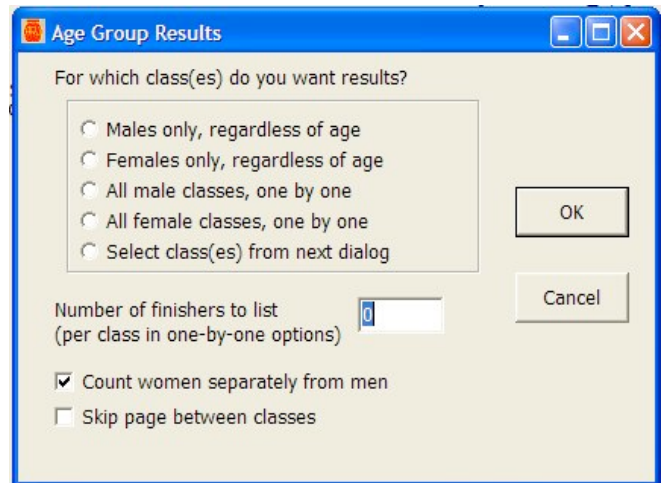 Age Group Results
For which class(es) do you want results?
Males only, regardless of age
Females only, regardless of age
All male classes, one by one
All female classes, one by one
Select class(es) from next dialog
OK
Cancel
Number of finishers to list
(per class in one-by-one options)
0
Count women separately from men
Skip page between classes